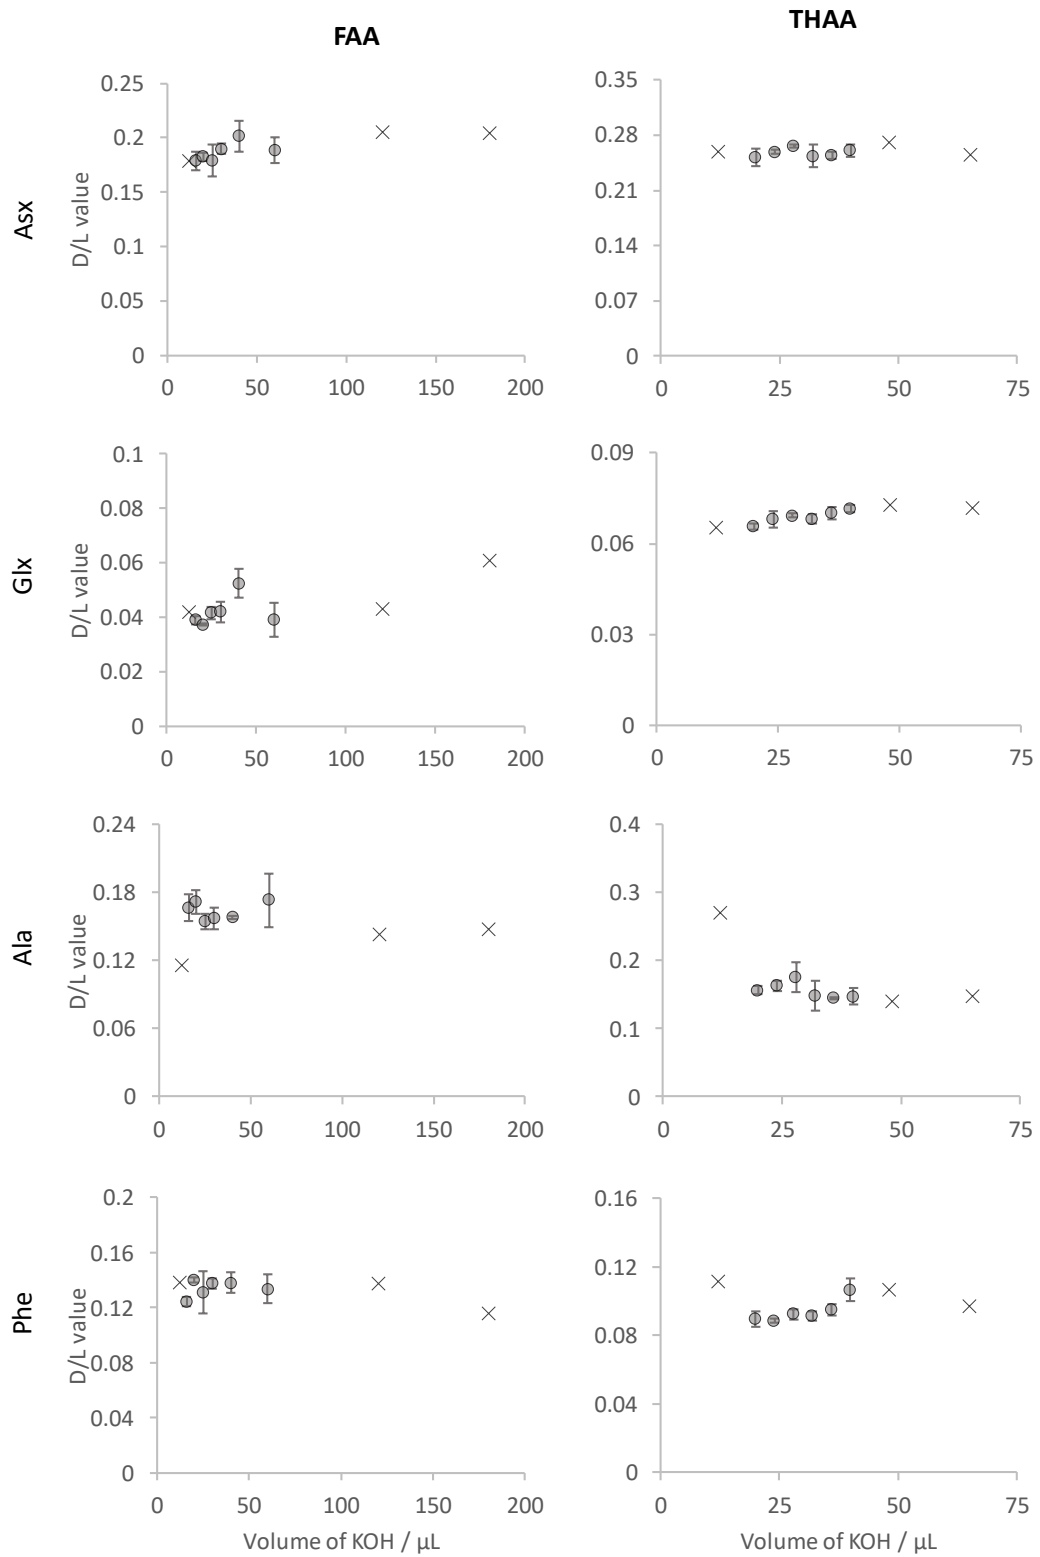 FAA
THAA
Asx
D/L value
0.25
0.2
0.15
0.1
0.05
0
0 50 100 150 200
0.35
0.28
0.21
0.14
0.07
0
0 25 50 75
Glx
D/L value
0.1
0.08
0.06
0.04
0.02
0
0 50 100 150 200
0.09
0.06
0.03
0
0 25 50 75
Ala
D/L value
0.24
0.18
0.12
0.06
0
0 50 100 150 200
0.4
0.3
0.2
0.1
0
0 25 50 75
Phe
D/L value
0.2
0.16
0.12
0.08
0.04
0
0 50 100 150 200
Volume of KOH / μL
0.16
0.12
0.08
0.04
0
0 25 50 75
Volume of KOH / μL